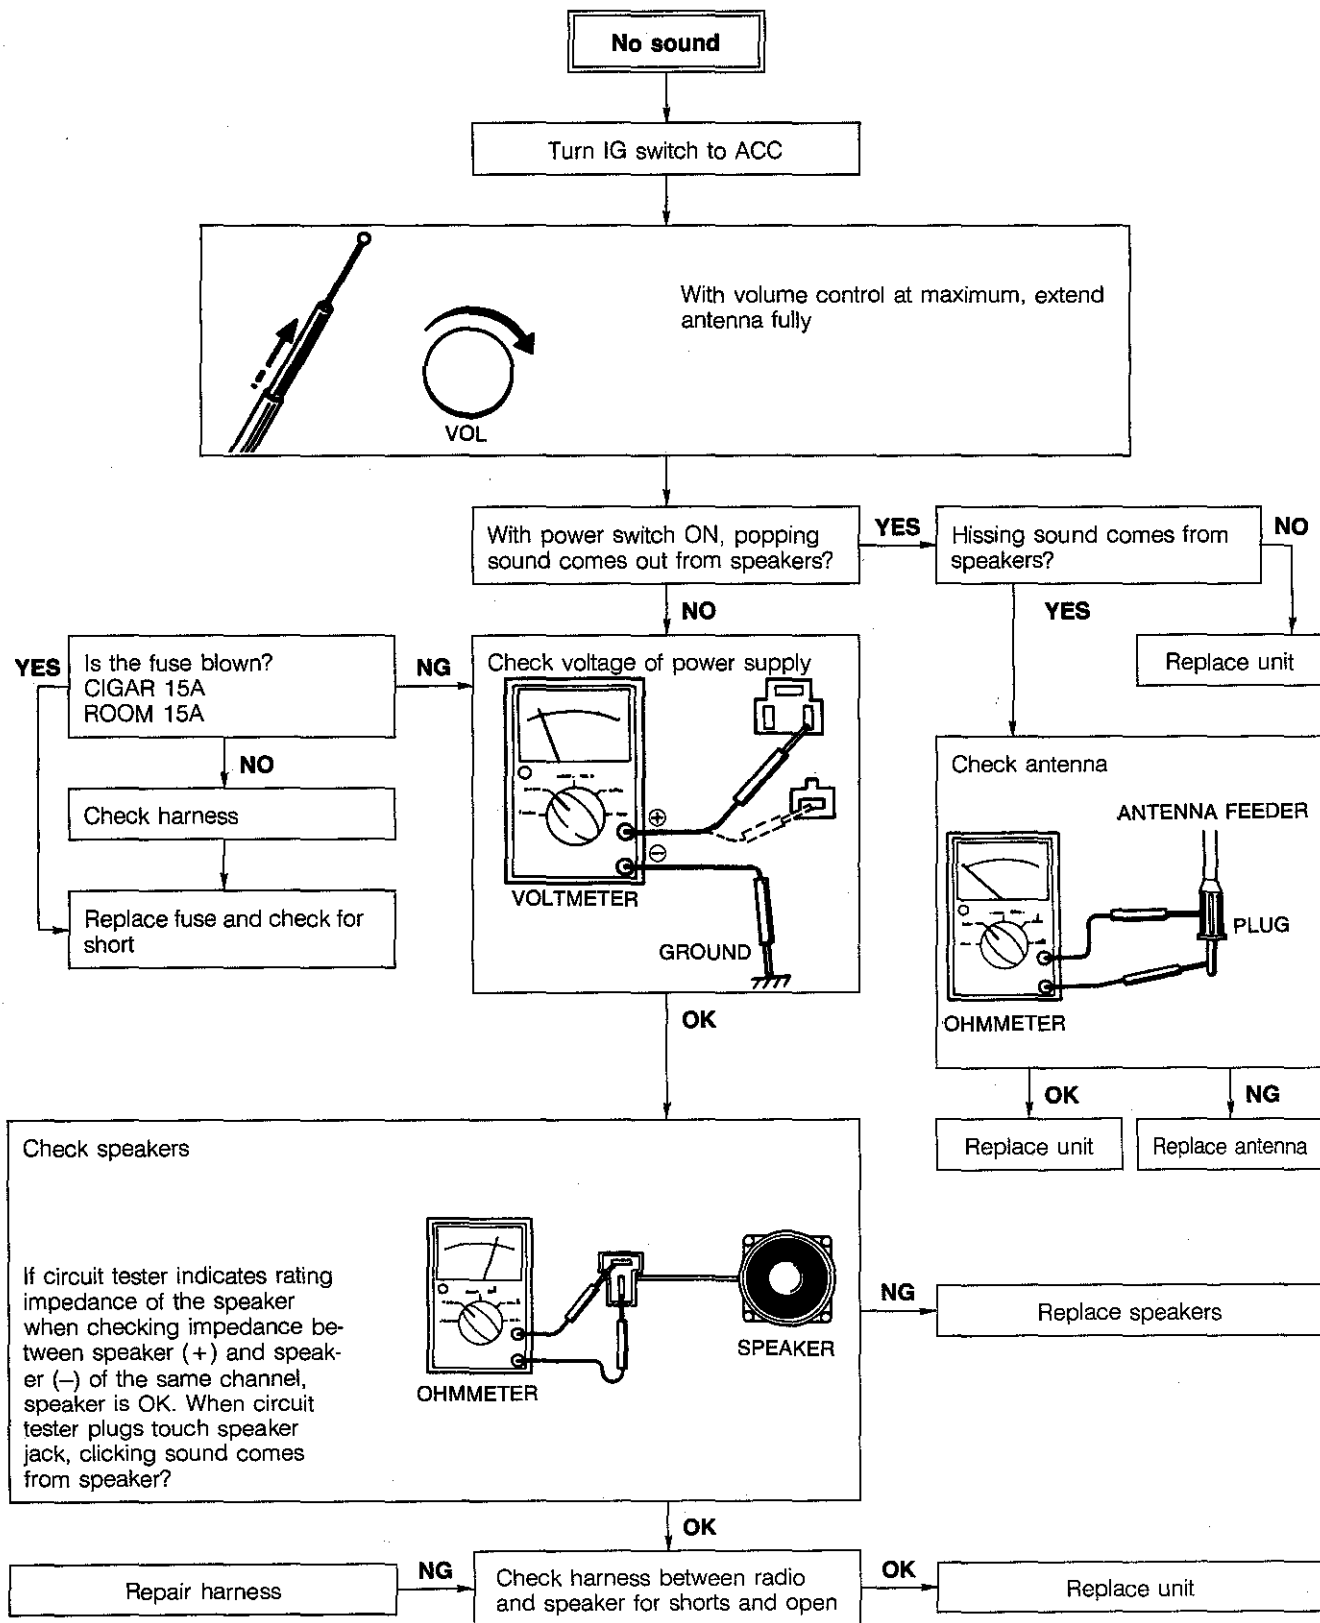 No sound
Turn IG switch to ACC
With volume control at maximum, extend
antenna fully
VOL
With power switch ON, popping
sound comes out from speakers?
YES
Hissing sound comes from
speakers?
NO
NO
YES
Replace unit
YES
Is the fuse blown?
CIGAR 15A
ROOM 15A
NG
Check voltage of power supply
⊕
⊖
VOLTMETER
GROUND
NO
Check harness
Replace fuse and check for
short
Check antenna
ANTENNA FEEDER
PLUG
OHMMETER
OK
OK
NG
Replace unit
Replace antenna
Check speakers
If circuit tester indicates rating
impedance of the speaker
when checking impedance be-
tween speaker (+) and speak-
er (–) of the same channel,
speaker is OK. When circuit
tester plugs touch speaker
jack, clicking sound comes
from speaker?
OHMMETER
SPEAKER
NG
Replace speakers
OK
Repair harness
NG
Check harness between radio
and speaker for shorts and open
OK
Replace unit